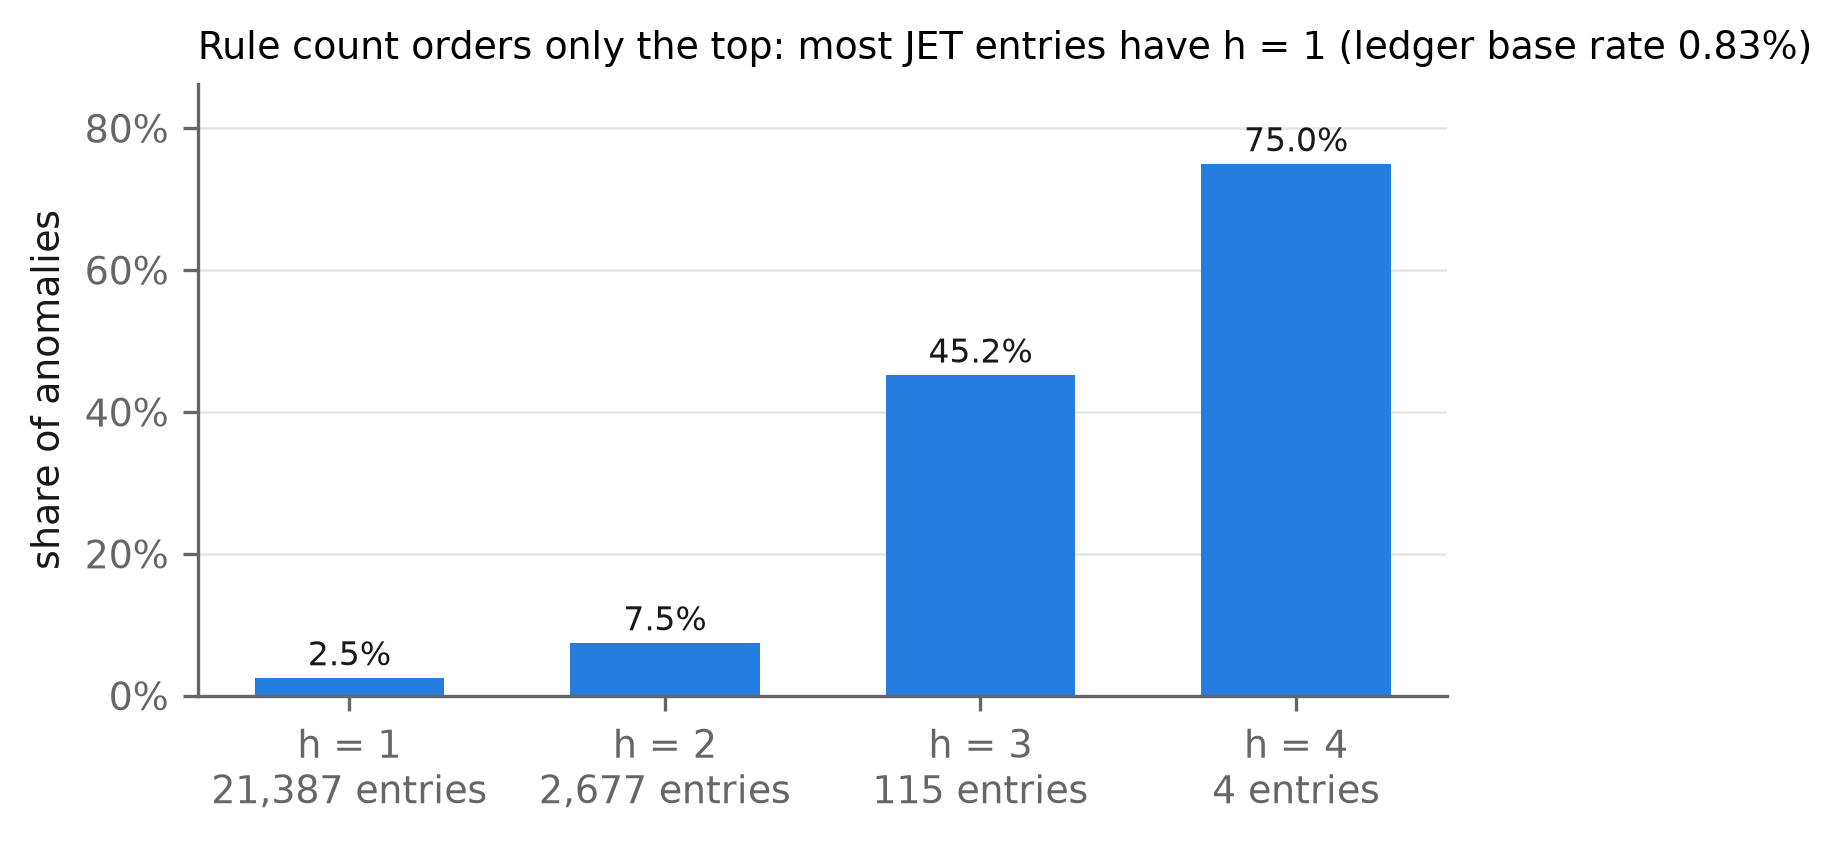 Rule count orders only the top: most JET entries have h = 1 (ledger base rate 0.83%)
share of anomalies
80%
60%
40%
20%
0%
2.5%
7.5%
45.2%
75.0%
h = 1
21,387 entries
h = 2
2,677 entries
h = 3
115 entries
h = 4
4 entries